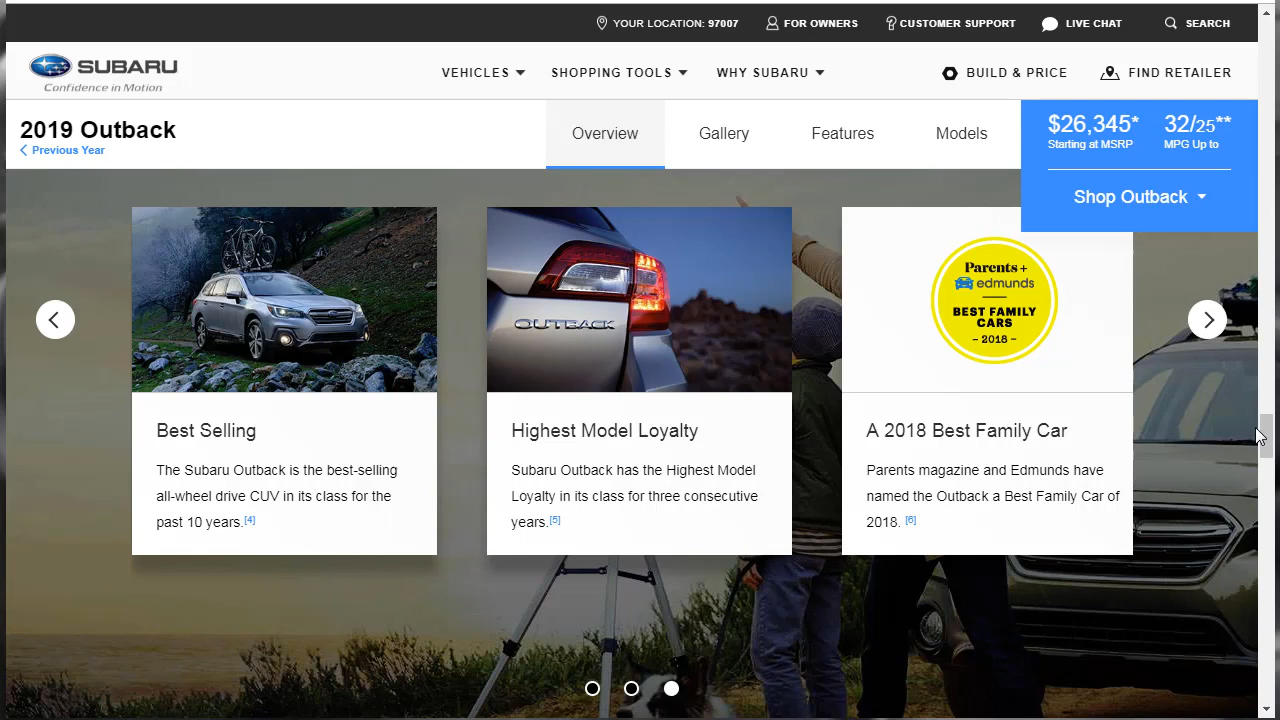 YOUR LOCATION: 97007
FOR OWNERS
CUSTOMER SUPPORT
LIVE CHAT
SEARCH
SUBARU
Confidence in Motion
VEHICLES
SHOPPING TOOLS
WHY SUBARU
BUILD & PRICE
FIND RETAILER
2019 Outback
Previous Year
Overview
Gallery
Features
Models
$26,345* 32/25**
Starting at MSRP MPG Up to
Shop Outback
OUTBACK
Parents+
edmunds
BEST FAMILY
CARS
- 2018 -
Best Selling
The Subaru Outback is the best-selling
all-wheel drive CUV in its class for the
past 10 years.[4]
Highest Model Loyalty
Subaru Outback has the Highest Model
Loyalty in its class for three consecutive
years.[5]
A 2018 Best Family Car
Parents magazine and Edmunds have
named the Outback a Best Family Car of
2018. [6]